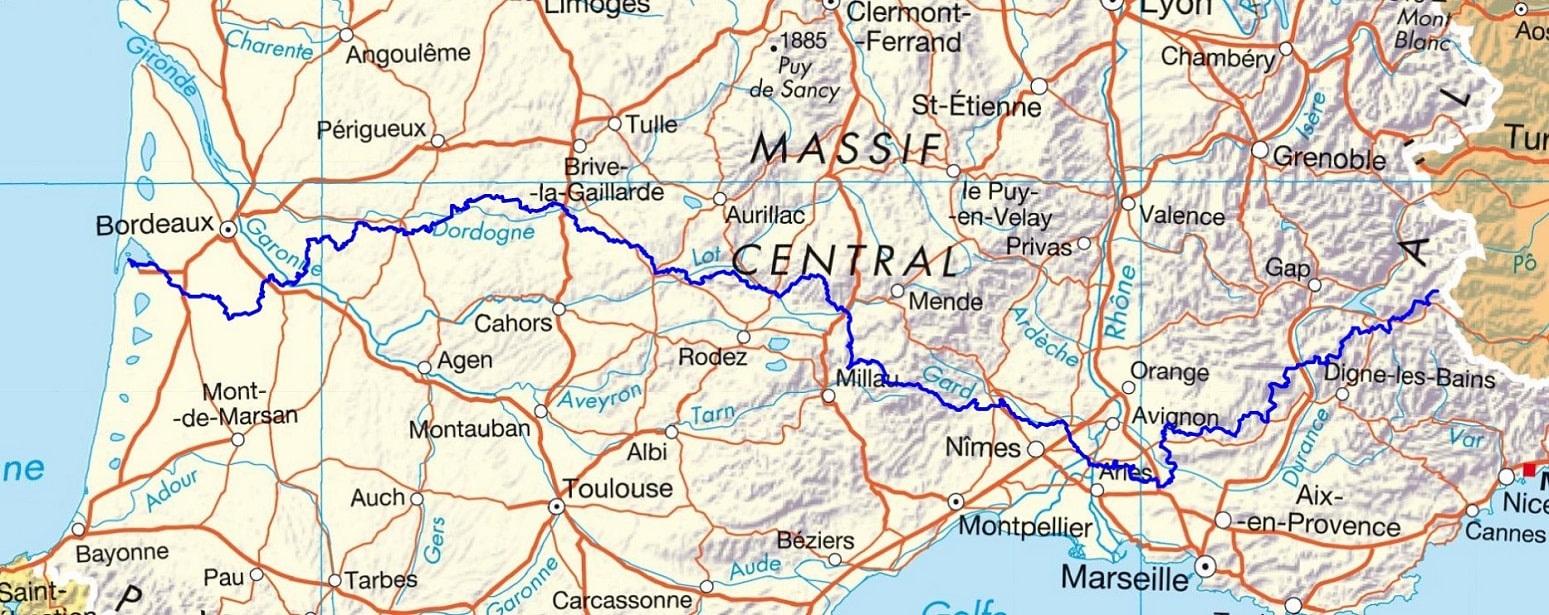 Limoges
Clermont-
-Ferrand
Lyon
Mont
Blanc
Aos
Gironde
Charente
Angoulême
1885
Puy
de Sancy
Chambéry
St-Étienne
Isère
L
Périgueux
Tulle
MASSIF
Grenoble
Tur
Brive-
-la-Gaillarde
le Puy-
-en-Velay
Aurillac
Valence
Bordeaux
Garonne
Dordogne
Privas
A
Lot
CENTRAL
Gap
Pô
Mende
Rhône
Cahors
Ardèche
Rodez
Agen
Millau
Gard
Orange
Digne-les-Bains
Mont-
-de-Marsan
Aveyron
Tarn
Avignon
Montauban
Albi
Nîmes
Durance
Var
ne
Adour
Arles
Auch
Toulouse
Aix-
-en-Provence
Nice
M
Gers
Montpellier
Cannes
Bayonne
Béziers
Pau
Tarbes
Garonne
Aude
Marseille
Saint-
P
Carcassonne
Golfe